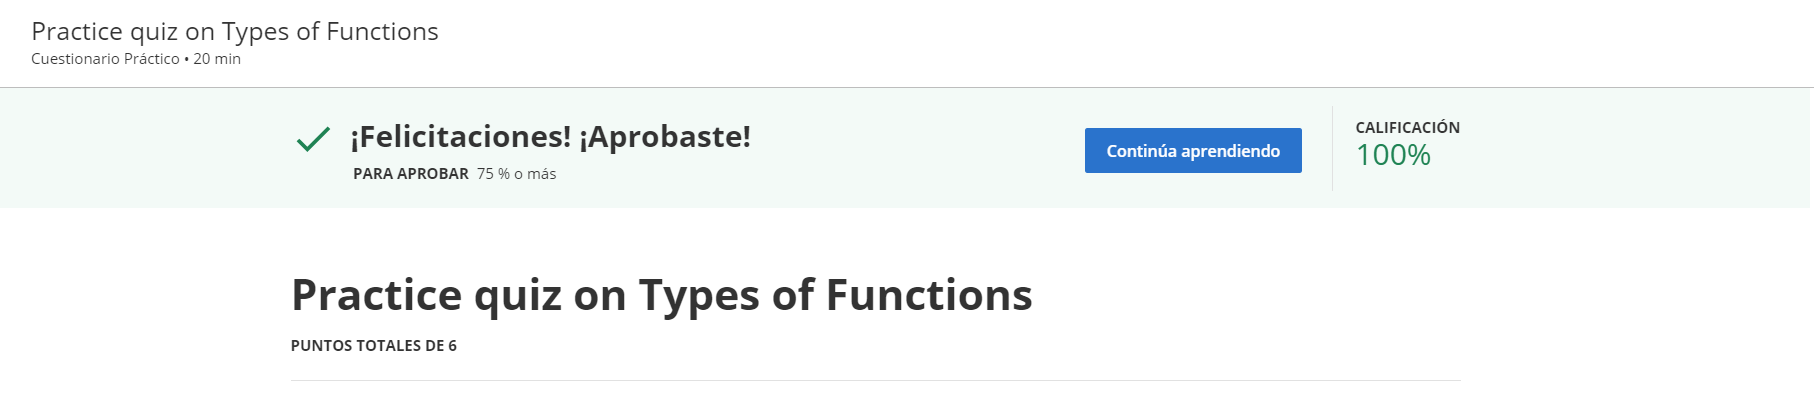 Practice quiz on Types of Functions
Cuestionario Práctico • 20 min
¡Felicitaciones! ¡Aprobaste!
PARA APROBAR 75 % o más
Continúa aprendiendo
CALIFICACIÓN
100%
Practice quiz on Types of Functions
PUNTOS TOTALES DE 6